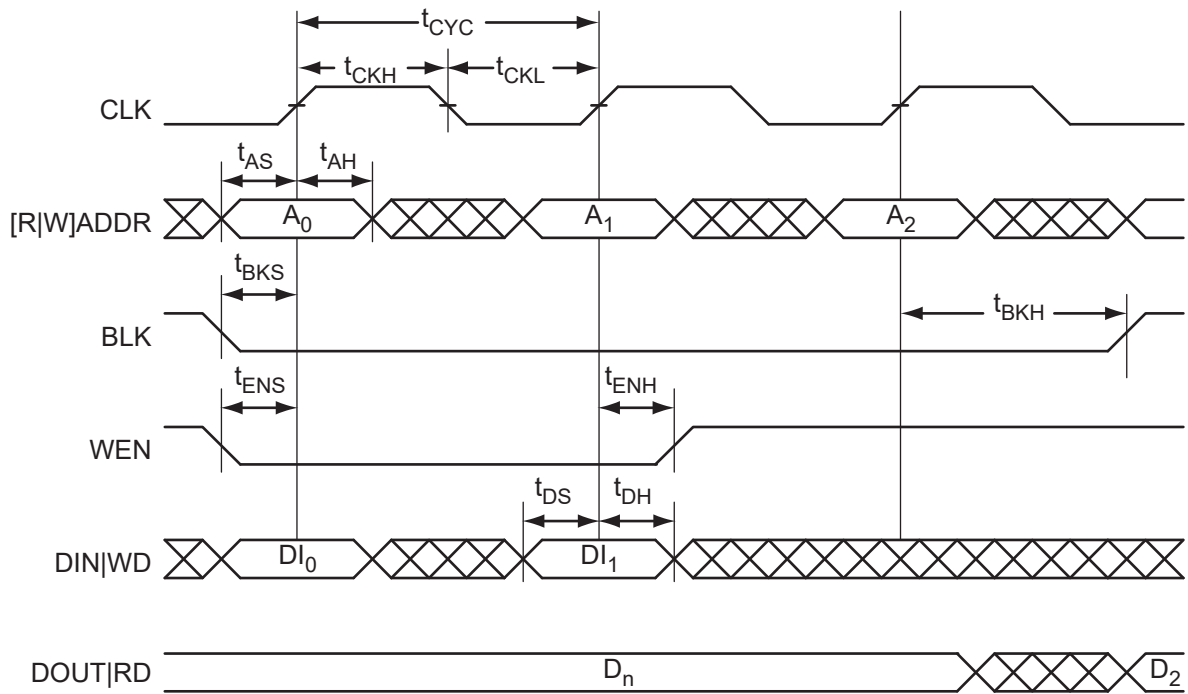 tCYC
tCKH tCKL
CLK
tAS tAH
[R|W]ADDR A0 A1 A2
tBKS
tBKH
BLK
tENS tENH
WEN
tDS tDH
DIN|WD DI0 DI1
DOUT|RD Dn D2